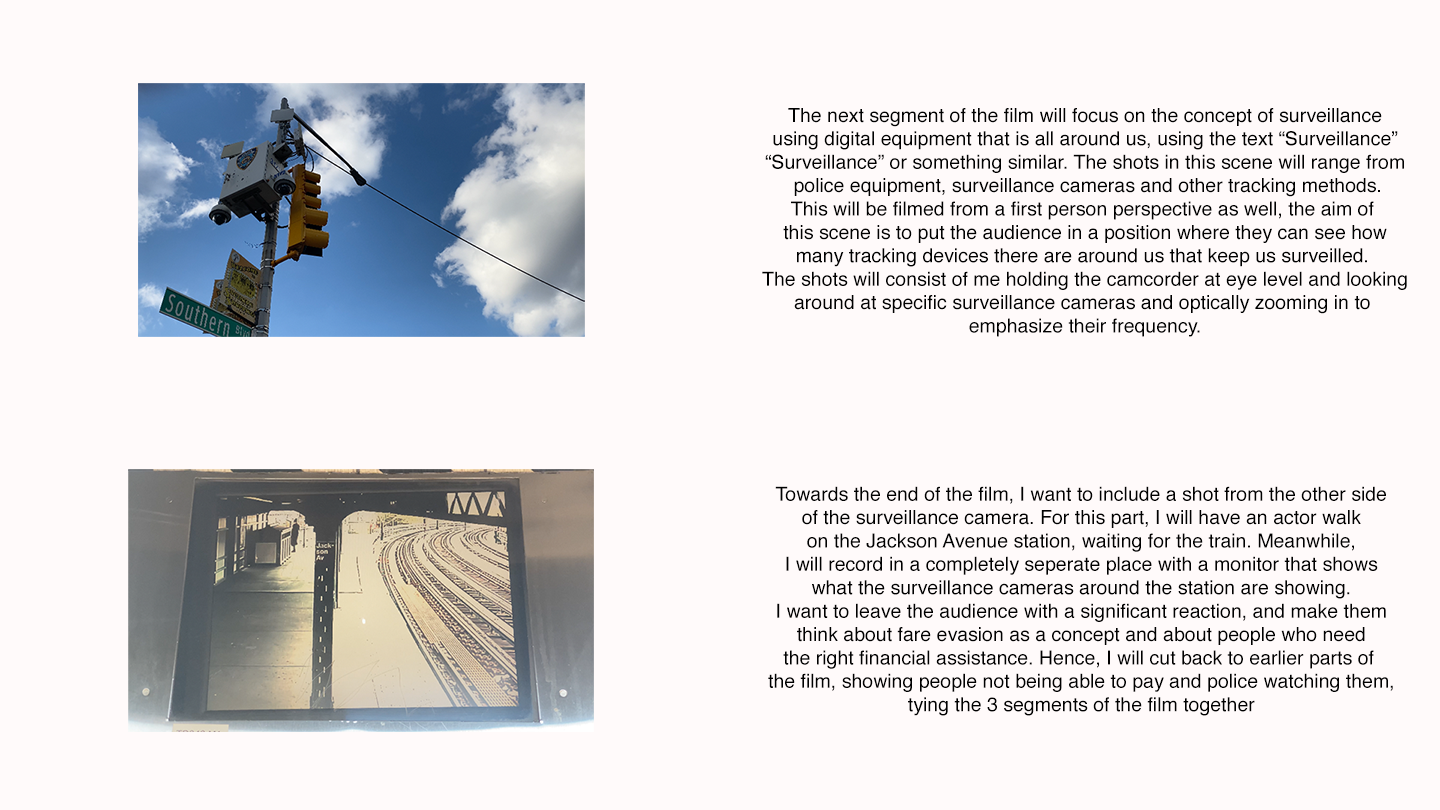 Southern Blvd
The next segment of the film will focus on the concept of surveillance
using digital equipment that is all around us, using the text “Surveillance”
“Surveillance” or something similar. The shots in this scene will range from
police equipment, surveillance cameras and other tracking methods.
This will be filmed from a first person perspective as well, the aim of
this scene is to put the audience in a position where they can see how
many tracking devices there are around us that keep us surveilled.
The shots will consist of me holding the camcorder at eye level and looking
around at specific surveillance cameras and optically zooming in to
emphasize their frequency.
Jack-
son
Av
Towards the end of the film, I want to include a shot from the other side
of the surveillance camera. For this part, I will have an actor walk
on the Jackson Avenue station, waiting for the train. Meanwhile,
I will record in a completely seperate place with a monitor that shows
what the surveillance cameras around the station are showing.
I want to leave the audience with a significant reaction, and make them
think about fare evasion as a concept and about people who need
the right financial assistance. Hence, I will cut back to earlier parts of
the film, showing people not being able to pay and police watching them,
tying the 3 segments of the film together